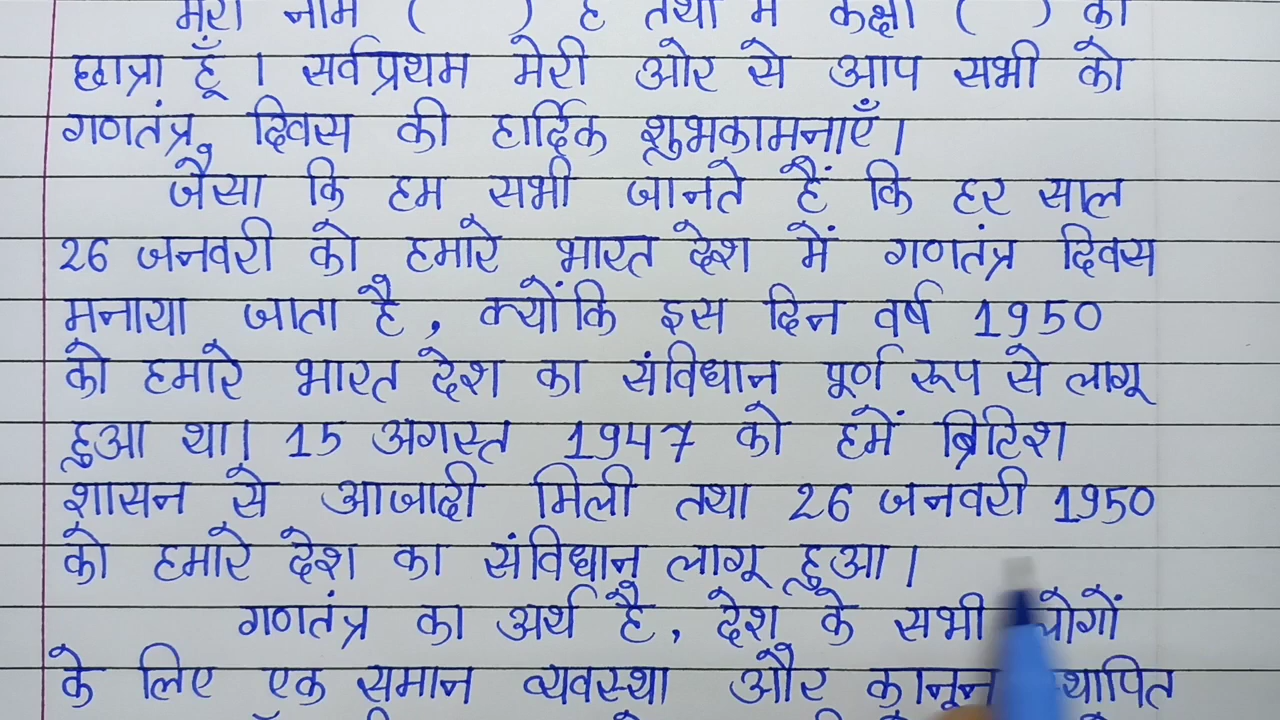 मेरा नाम ( ) है तथा मैं कक्षा ( ) की
छात्रा हूँ। सर्वप्रथम मेरी ओर से आप सभी को
गणतंत्र दिवस की हार्दिक शुभकामनाएँ।
जैसा कि हम सभी जानते हैं कि हर साल
26 जनवरी को हमारे भारत देश में गणतंत्र दिवस
मनाया जाता है, क्योंकि इस दिन वर्ष 1950
को हमारे भारत देश का संविधान पूर्ण रूप से लागू
हुआ था। 15 अगस्त 1947 को हमें ब्रिटिश
शासन से आजादी मिली तथा 26 जनवरी 1950
को हमारे देश का संविधान लागू हुआ।
गणतंत्र का अर्थ है, देश के सभी लोगों
के लिए एक समान व्यवस्था और कानून स्थापित